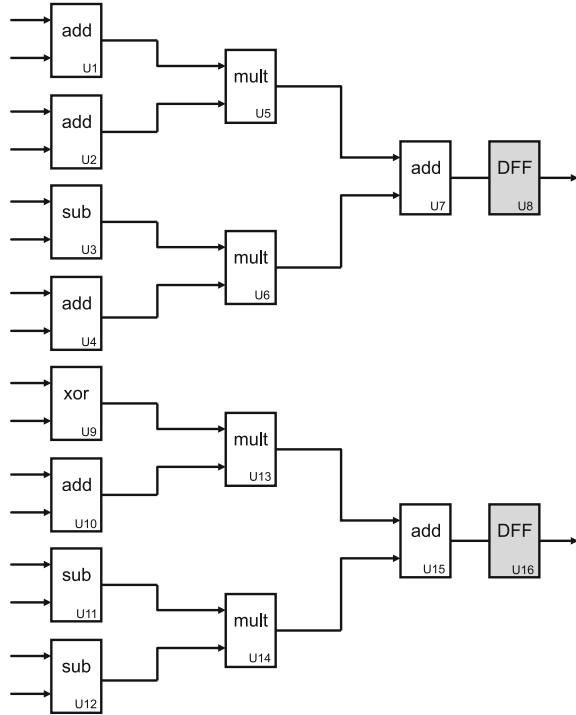 add
U1
add
U2
sub
U3
add
U4
mult
U5
mult
U6
add
U7
DFF
U8
xor
U9
add
U10
sub
U11
sub
U12
mult
U13
mult
U14
add
U15
DFF
U16